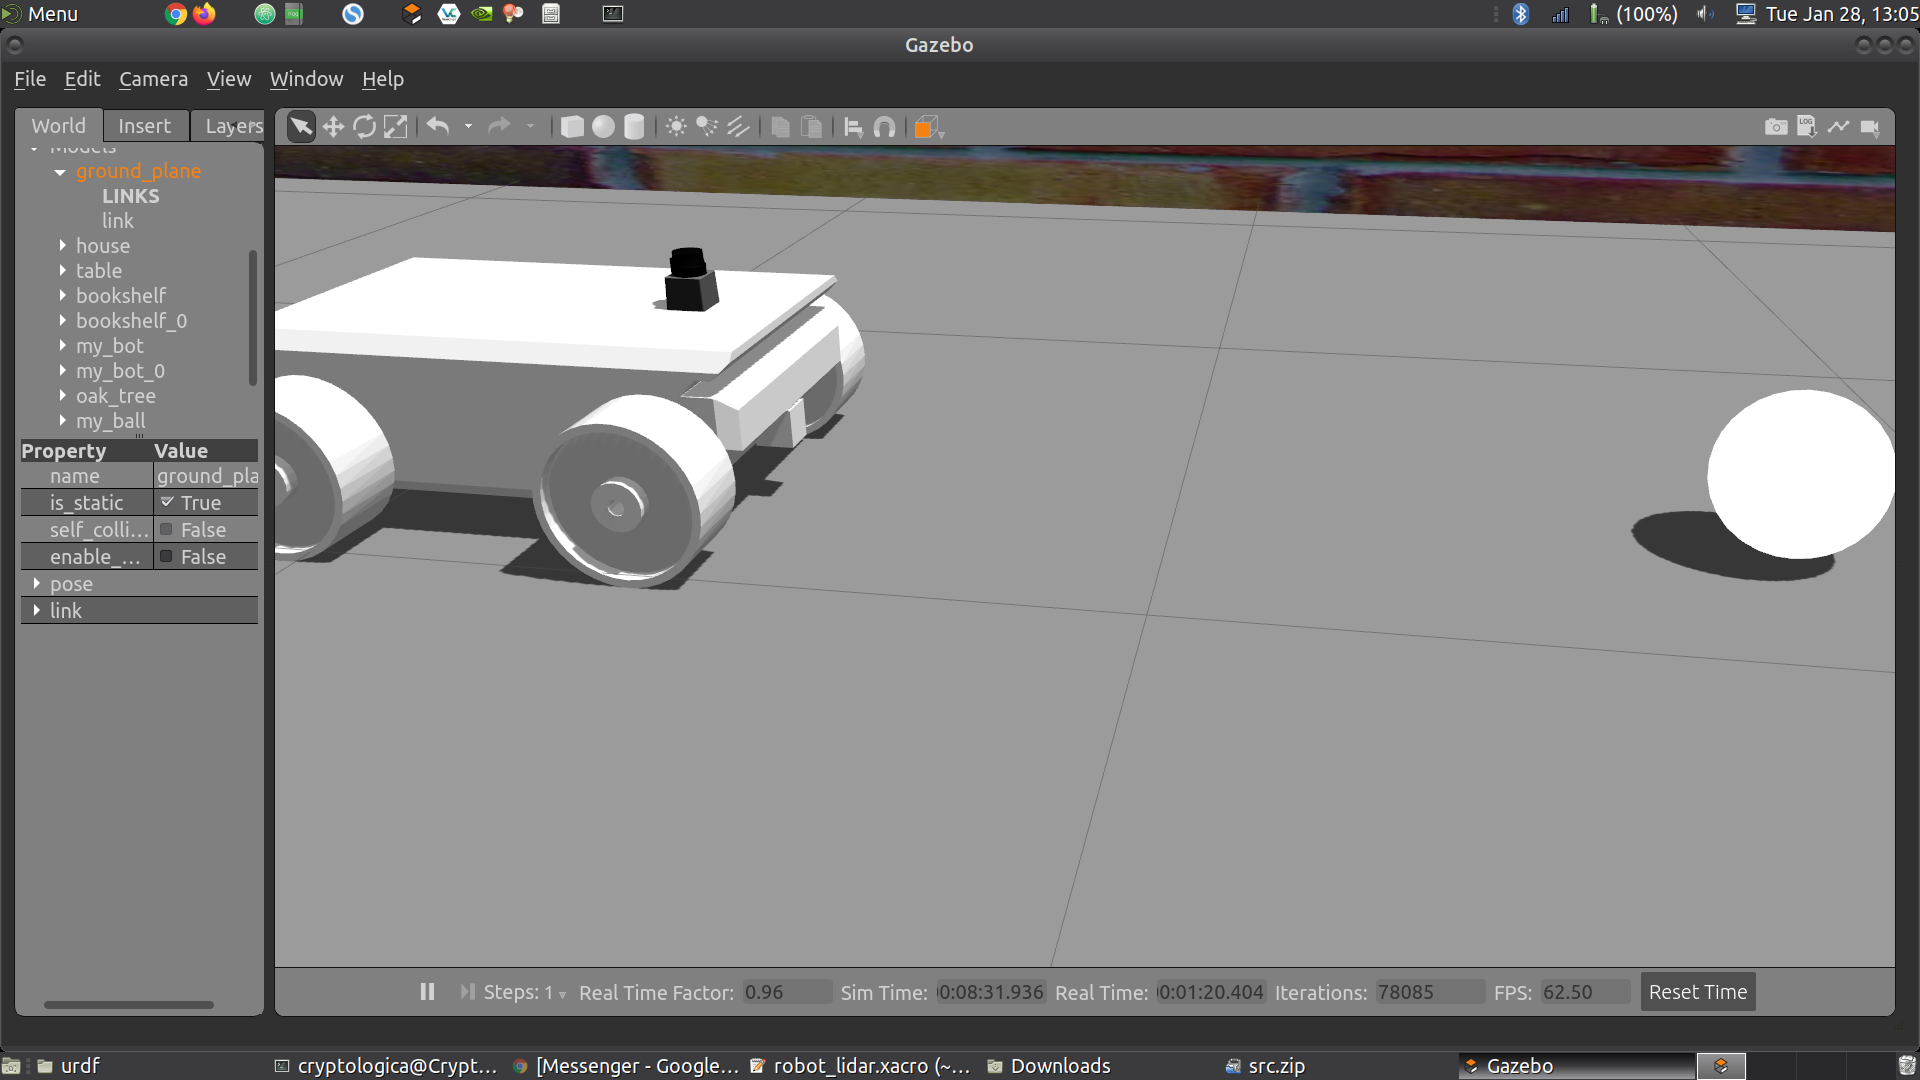 Menu
(100%)
Tue Jan 28, 13:05
Gazebo
File Edit Camera View Window Help
World Insert Layers
Models
ground_plane
LINKS
link
house
table
bookshelf
bookshelf_0
my_bot
my_bot_0
oak_tree
my_ball
Property Value
name ground_pla
is_static True
self_colli... False
enable_... False
pose
link
LOG
Steps: 1 Real Time Factor: 0.96 Sim Time: 0:08:31.936 Real Time: 0:01:20.404 Iterations: 78085 FPS: 62.50 Reset Time
urdf cryptologica@Crypt... [Messenger - Google... robot_lidar.xacro (~... Downloads src.zip Gazebo